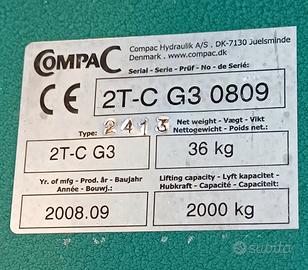 COMPAC
Compac Hydraulik A/S . DK-7130 Juelsminde
Denmark . www.compac.dk
Serial - Serie - Prüf - No de Serié:
CE
2T-C G3 0809
2413
Type:
Net weight - Vægt - Vikt
Nettogewicht - Poids net.:
2T-C G3
36 kg
Yr. of mfg - Prod. år - Baujahr
Année - Bouwj.:
Lifting capacity - Lyft kapacitet -
Hubkraft - Capacité - Capaciteit:
2008.09
2000 kg
subito